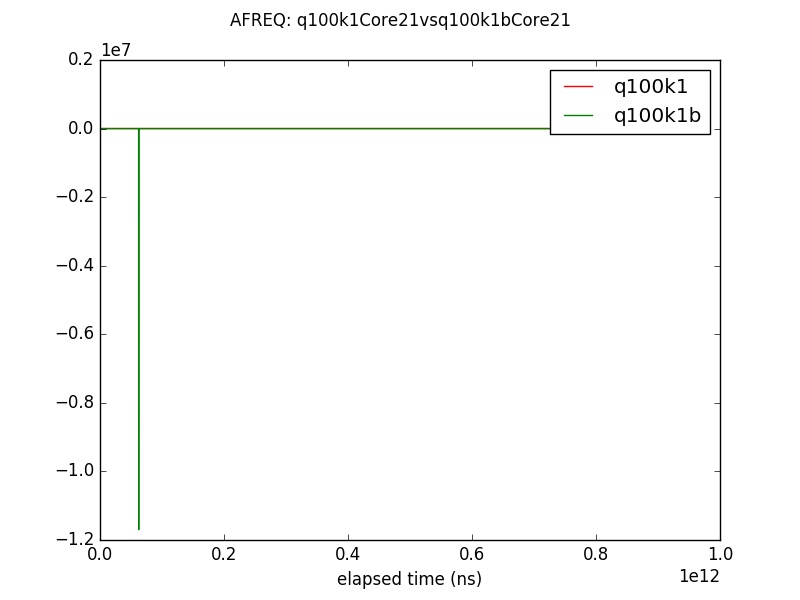 AFREQ: q100k1Core21vsq100k1bCore21
1e7
0.2
0.0
−0.2
−0.4
−0.6
−0.8
−1.0
−1.2
q100k1
q100k1b
0.0 0.2 0.4 0.6 0.8 1.0
elapsed time (ns)
1e12